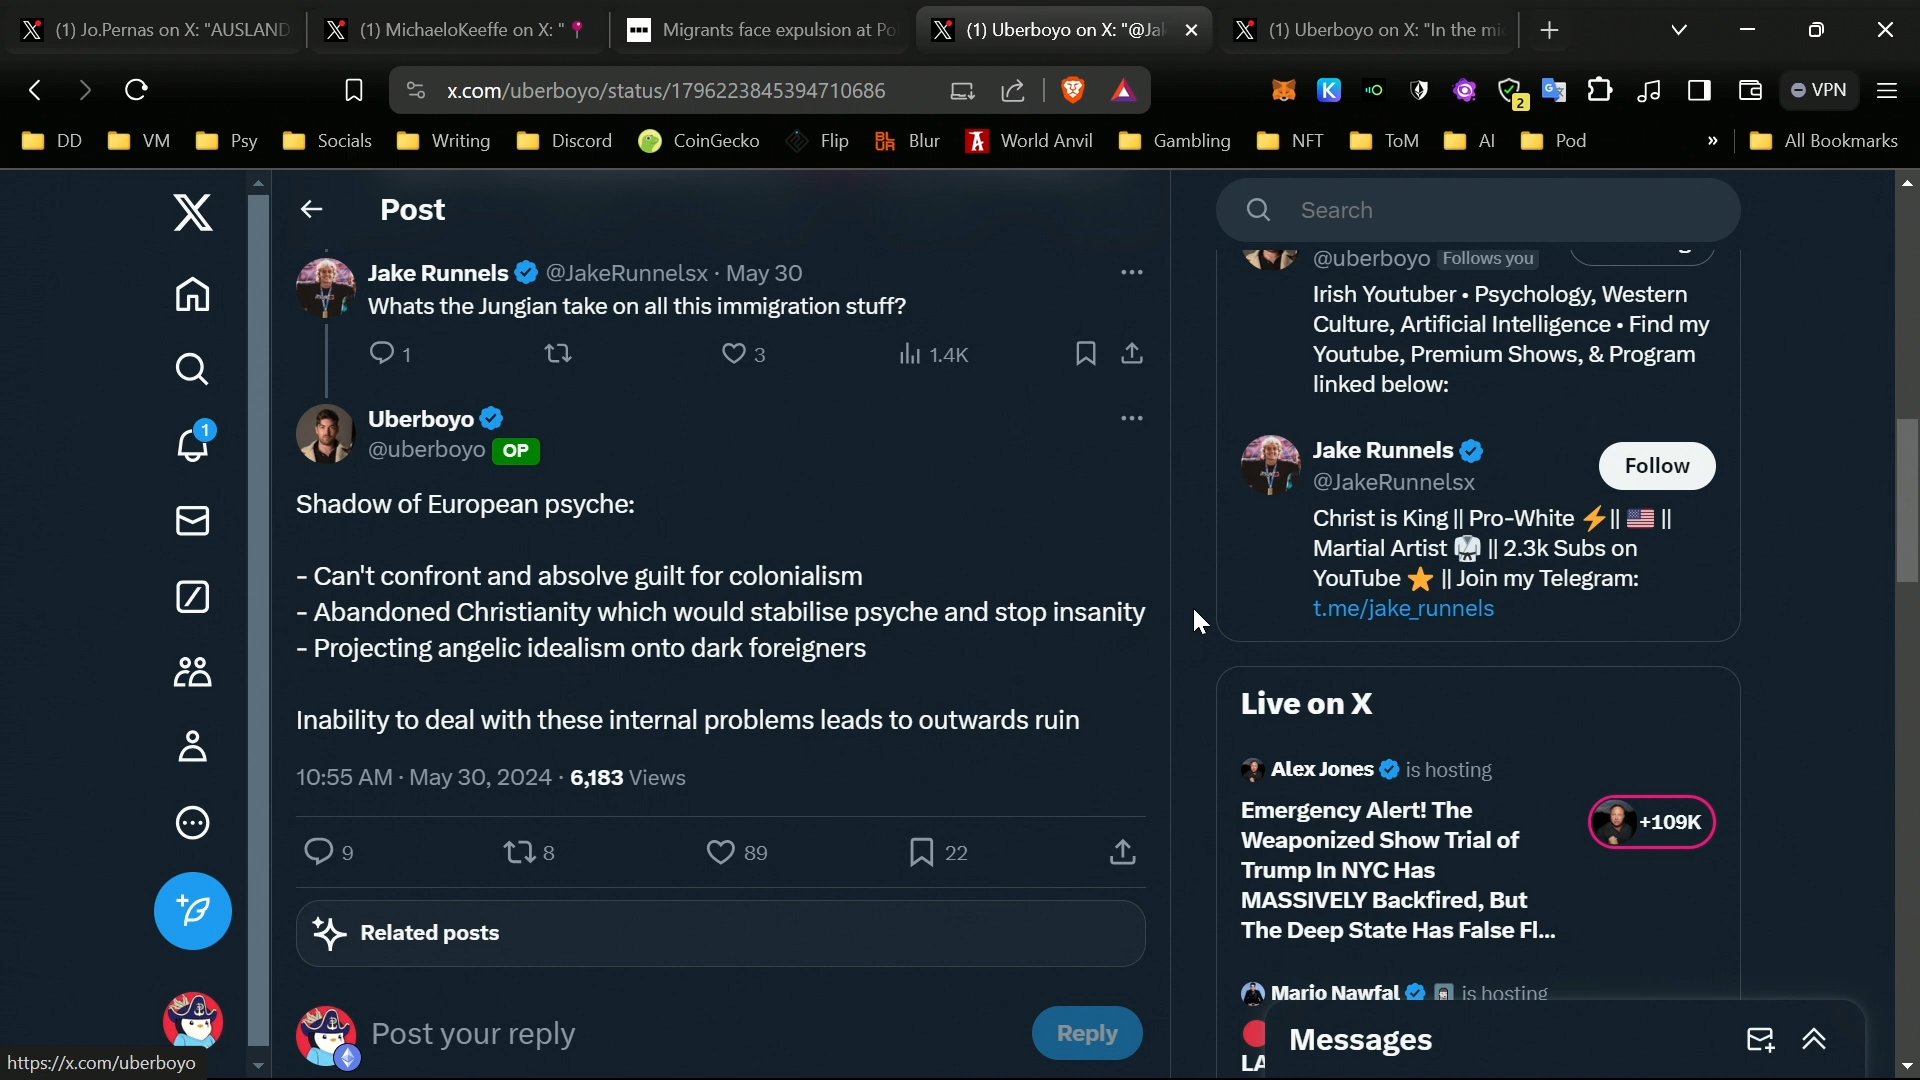 (1) Jo.Pernas on X: "AUSLAND
(1) MichaeloKeeffe on X: "
Migrants face expulsion at Po
(1) Uberboyo on X: "@Jal
(1) Uberboyo on X: "In the mi
x.com/uberboyo/status/1796223845394710686
2
VPN
DD
VM
Psy
Socials
Writing
Discord
CoinGecko
Flip
Blur
World Anvil
Gambling
NFT
ToM
AI
Pod
»
All Bookmarks
Post
Jake Runnels @JakeRunnelsx · May 30
Whats the Jungian take on all this immigration stuff?
1
3
1.4K
Uberboyo
@uberboyo OP
Shadow of European psyche:
- Can't confront and absolve guilt for colonialism
- Abandoned Christianity which would stabilise psyche and stop insanity
- Projecting angelic idealism onto dark foreigners
Inability to deal with these internal problems leads to outwards ruin
10:55 AM · May 30, 2024 · 6,183 Views
9
8
89
22
Related posts
Post your reply
Reply
1
https://x.com/uberboyo
Search
@uberboyo Follows you
Irish Youtuber • Psychology, Western
Culture, Artificial Intelligence • Find my
Youtube, Premium Shows, & Program
linked below:
Jake Runnels
@JakeRunnelsx
Follow
Christ is King || Pro-White ⚡|| 🇺🇸 ||
Martial Artist 🥋 || 2.3k Subs on
YouTube ⭐ || Join my Telegram:
t.me/jake_runnels
Live on X
Alex Jones is hosting
Emergency Alert! The
Weaponized Show Trial of
Trump In NYC Has
MASSIVELY Backfired, But
The Deep State Has False Fl...
+109K
Mario Nawfal is hosting
LA
Messages